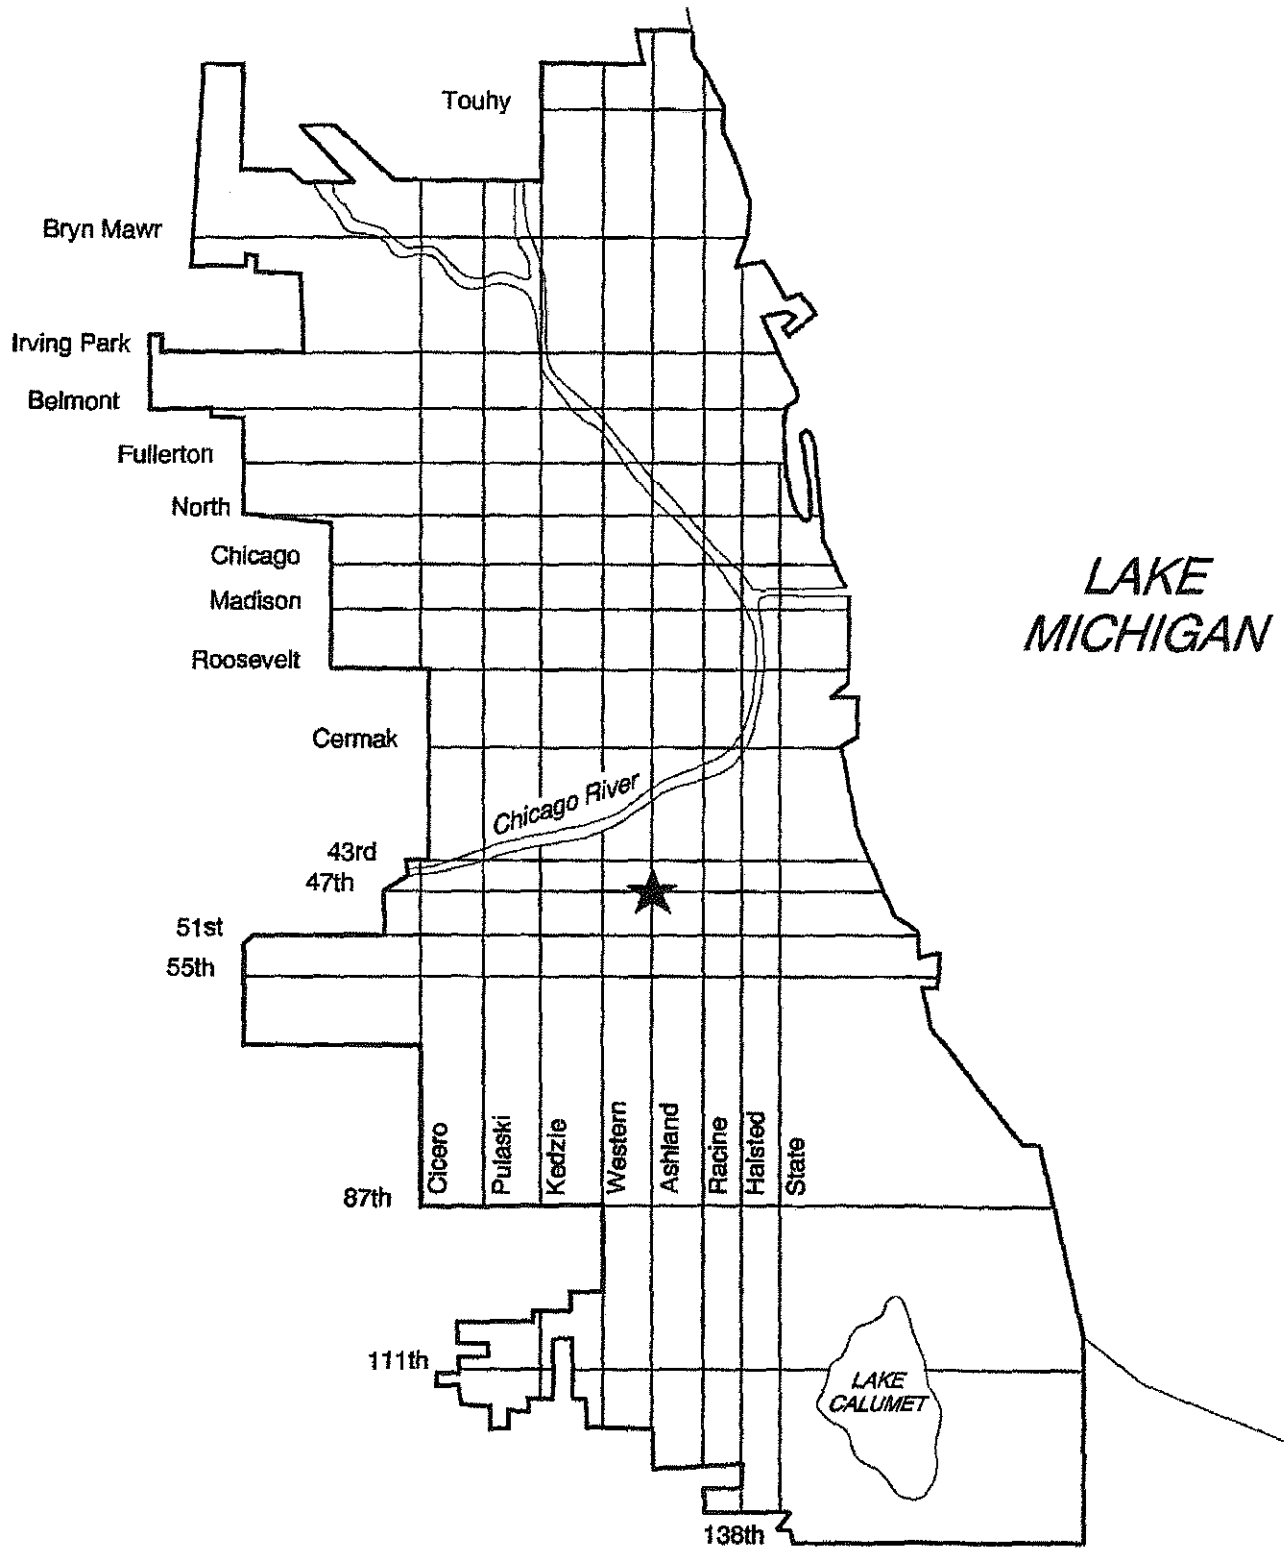 Touhy
Bryn Mawr
Irving Park
Belmont
Fullerton
North
Chicago
Madison
Roosevelt
LAKE
MICHIGAN
Cermak
Chicago River
43rd
47th
51st
55th
Cicero
Pulaski
Kedzie
Western
Ashland
Racine
Halsted
State
87th
111th
LAKE
CALUMET
138th